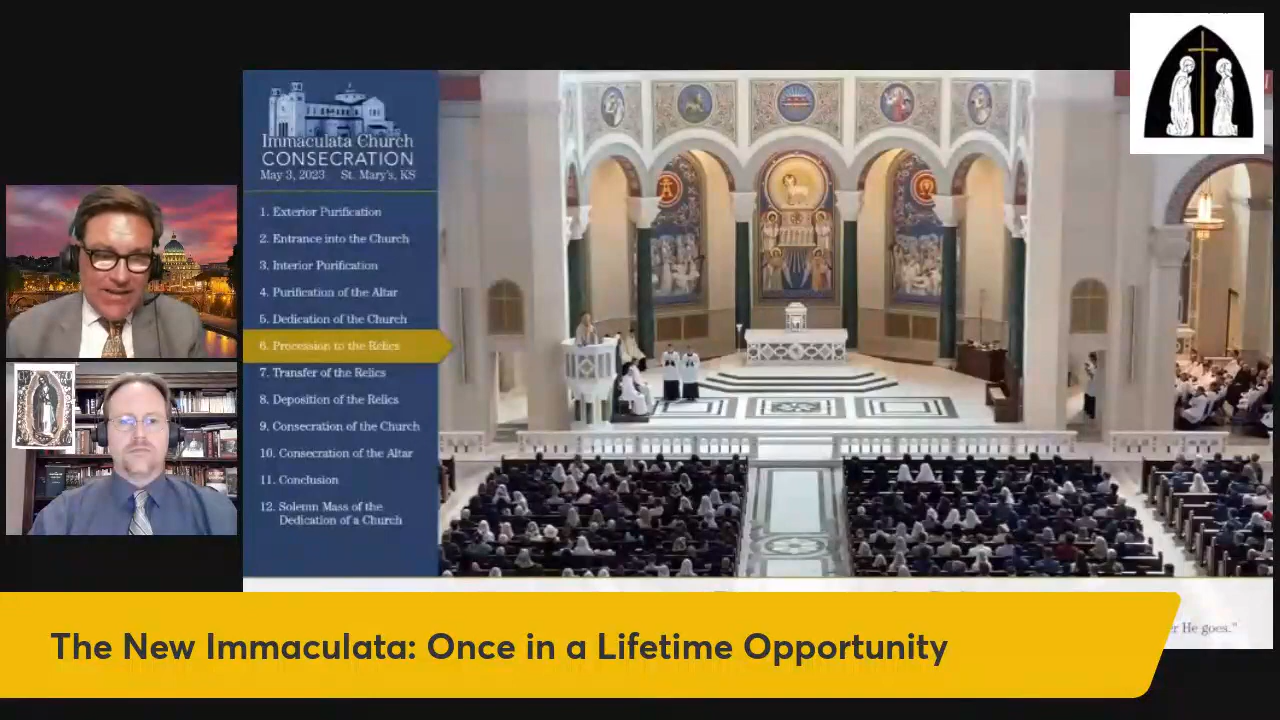 Immaculata Church
CONSECRATION
May 3, 2023 St. Mary's, KS
1. Exterior Purification
2. Entrance into the Church
3. Interior Purification
4. Purification of the Altar
5. Dedication of the Church
6. Procession to the Relics
7. Transfer of the Relics
8. Deposition of the Relics
9. Consecration of the Church
10. Consecration of the Altar
11. Conclusion
12. Solemn Mass of the
Dedication of a Church
He goes."
The New Immaculata: Once in a Lifetime Opportunity